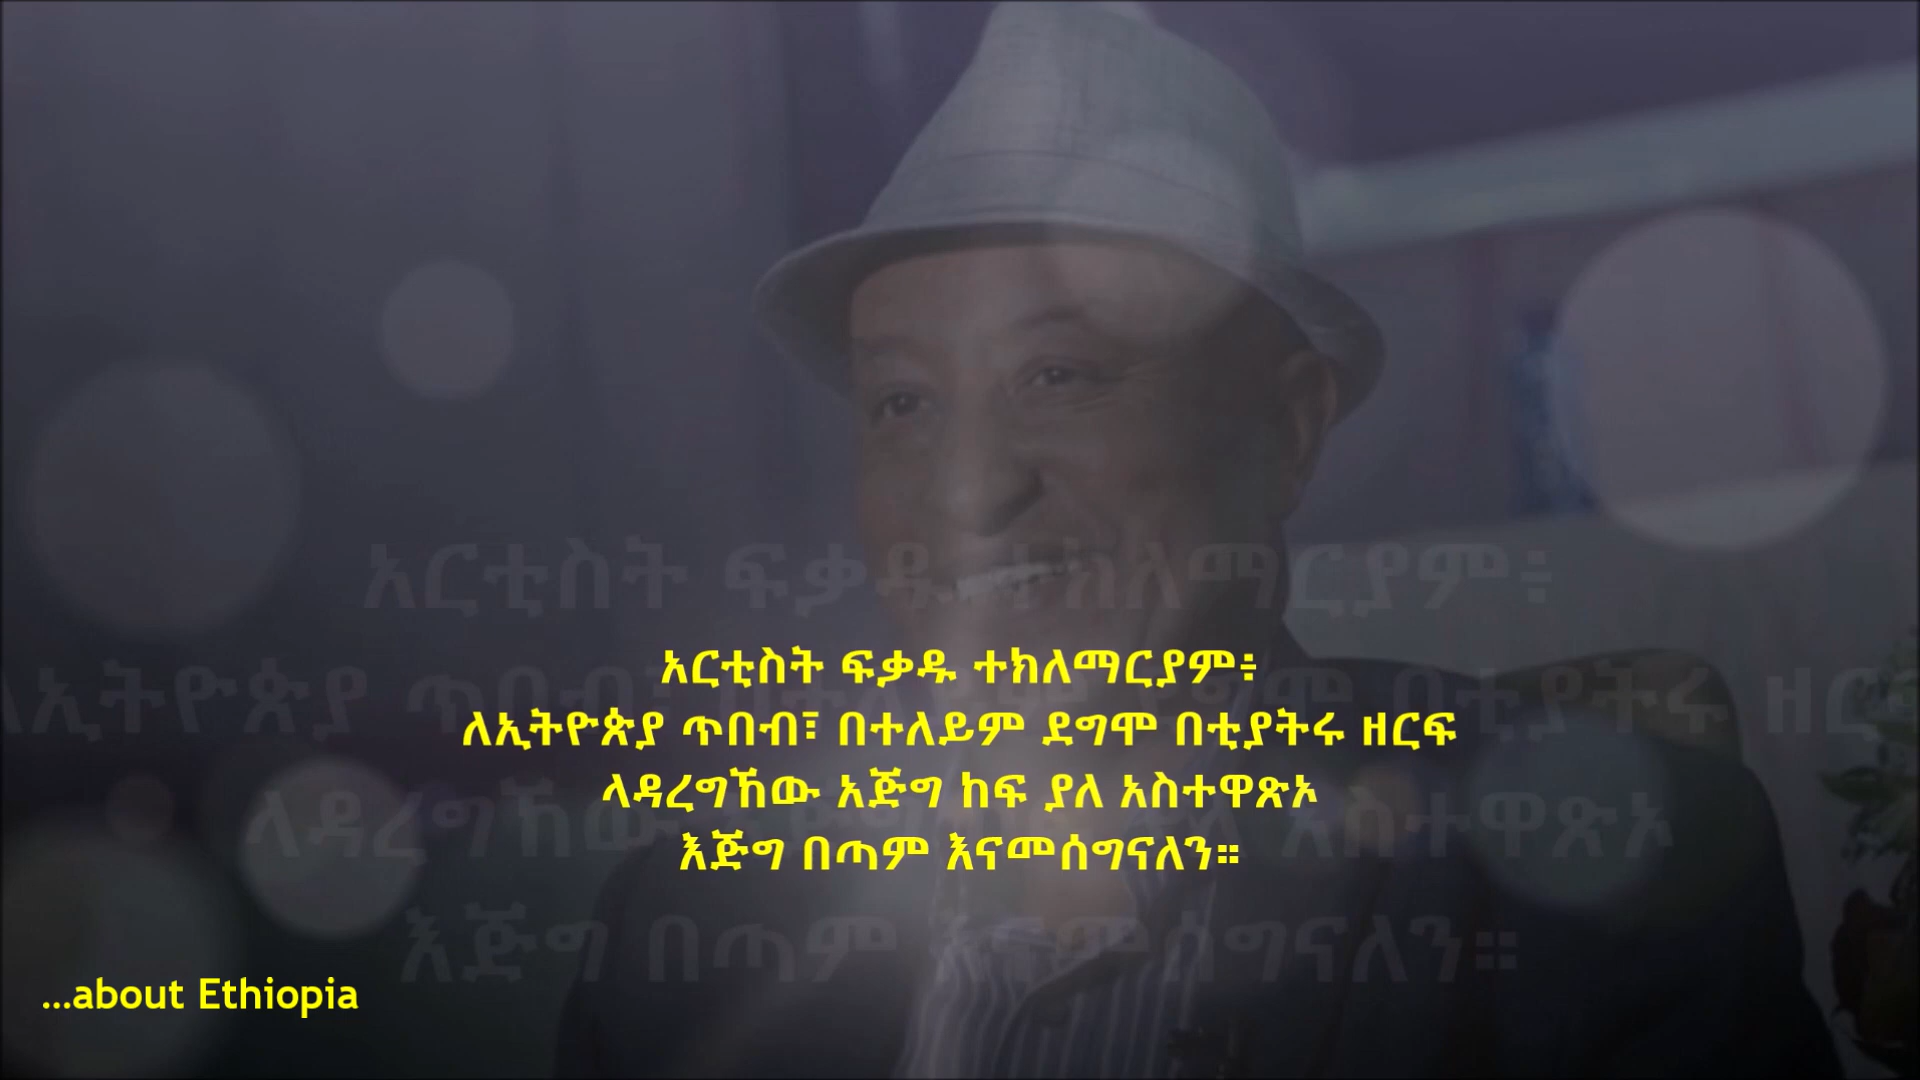 አርቲስት ፍቃዱ ተክለማርያም፥
ለኢትዮጵያ ጥበብ፣ በተለይም ደግሞ በቲያትሩ ዘርፍ
ላዳረግኸው አጅግ ከፍ ያለ አስተዋጽኦ
እጅግ በጣም እናመሰግናለን።
...about Ethiopia